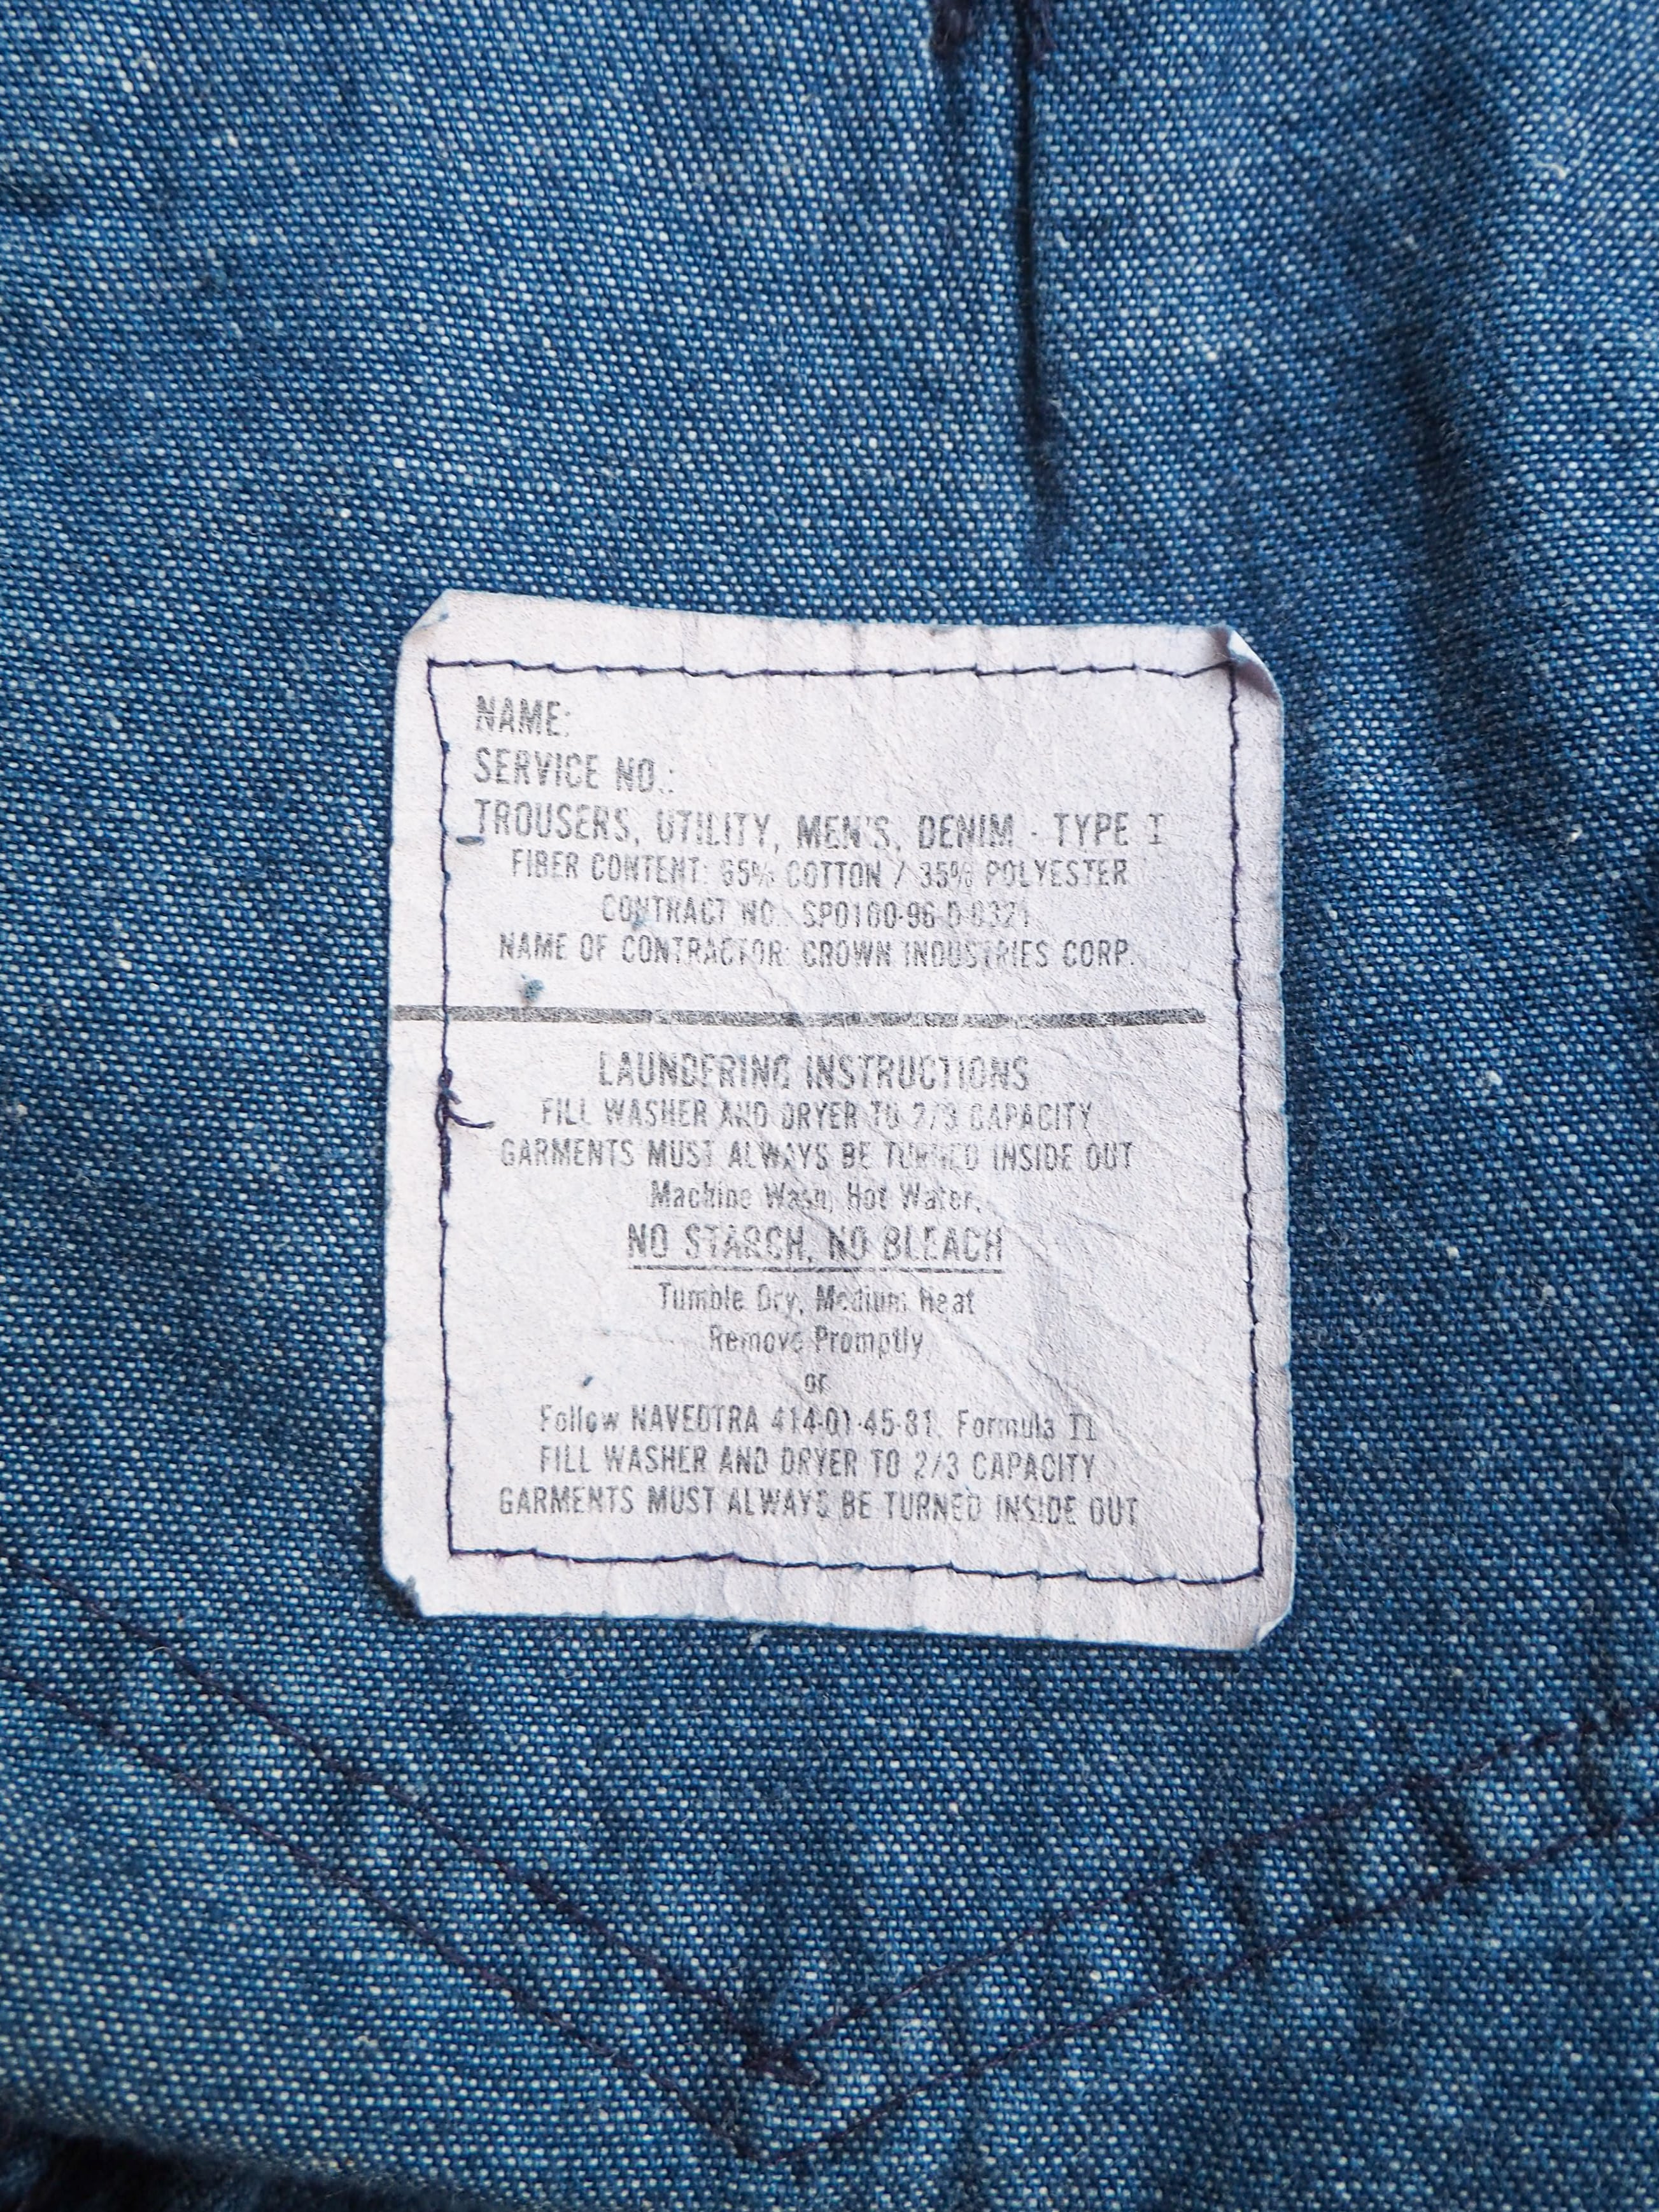 NAME:
SERVICE NO.:
TROUSERS, UTILITY, MEN'S, DENIM - TYPE I
FIBER CONTENT: 65% COTTON / 35% POLYESTER
CONTRACT NO. SPO100-96-D-0321
NAME OF CONTRACTOR: CROWN INDUSTRIES CORP.
LAUNDERING INSTRUCTIONS
FILL WASHER AND DRYER TO 2/3 CAPACITY
GARMENTS MUST ALWAYS BE TURNED INSIDE OUT
Machine Wash, Hot Water,
NO STARCH, NO BLEACH
Tumble Dry, Medium Heat
Remove Promptly
or
Follow NAVEDTRA 414-01-45-81, Formula II
FILL WASHER AND DRYER TO 2/3 CAPACITY
GARMENTS MUST ALWAYS BE TURNED INSIDE OUT